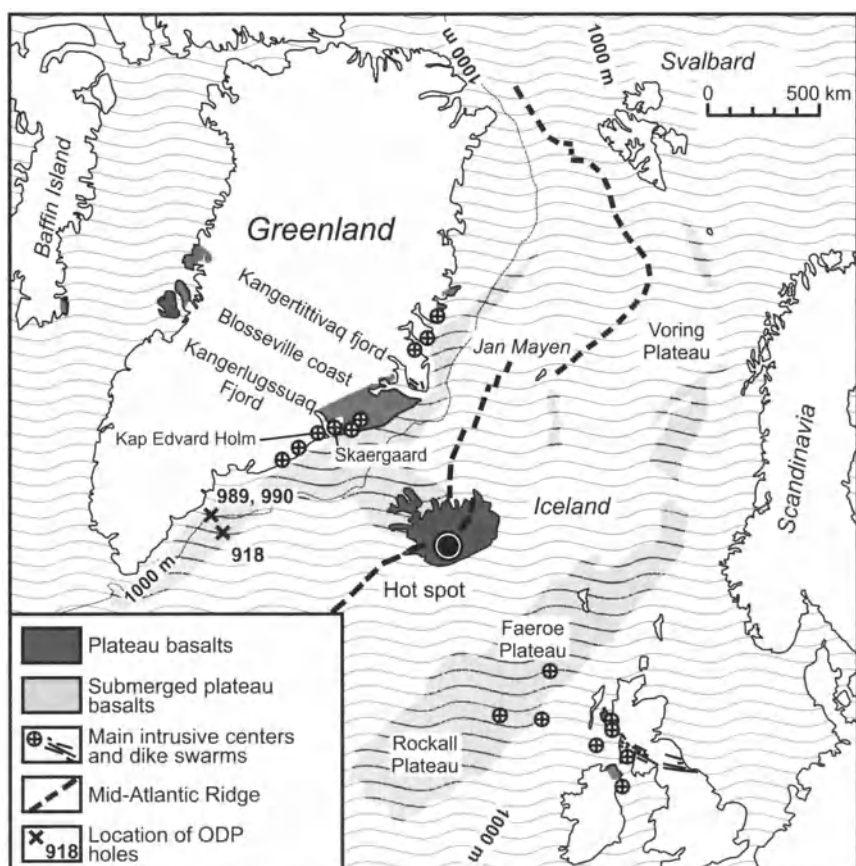 1000 m
1000 m
Svalbard
0 500 km
Baffin Island
Greenland
Kangertittivaq fjord
Blosseville coast
Kangerlugssuaq
Fjord
Jan Mayen
Voring
Plateau
Kap Edvard Holm
Skaergaard
Scandinavia
989, 990
918
Iceland
1000 m
Hot spot
Faeroe
Plateau
Rockall
Plateau
1000 m
Plateau basalts
Submerged plateau
basalts
Main intrusive centers
and dike swarms
Mid-Atlantic Ridge
918
Location of ODP
holes